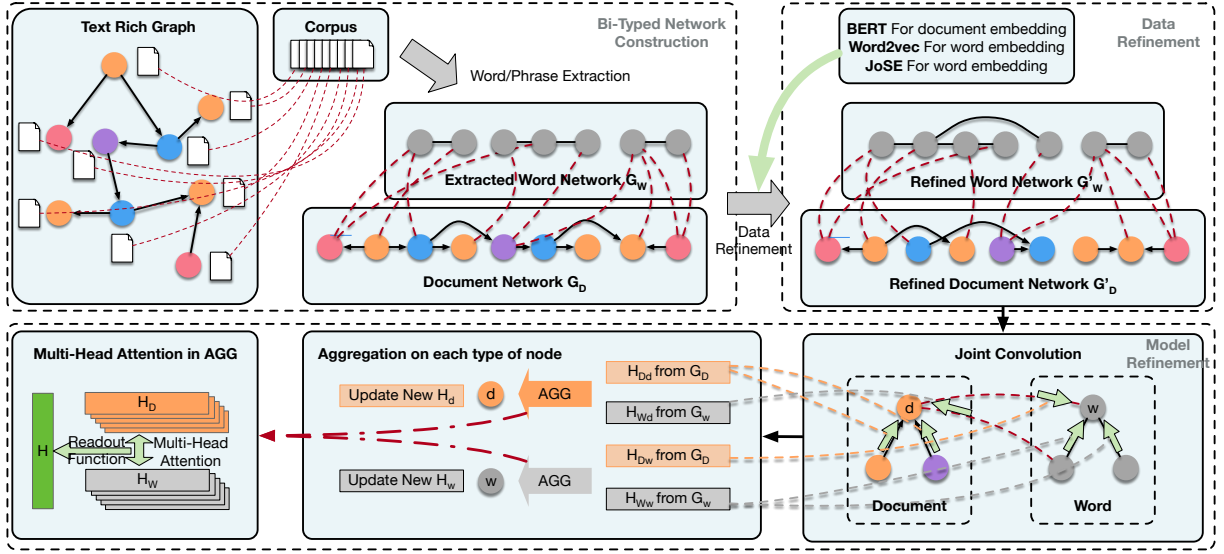 Text Rich Graph
Corpus
Bi-Typed Network
Construction
Word/Phrase Extraction
Extracted Word Network G_W
Document Network G_D
Data
Refinement
BERT For document embedding
Word2vec For word embedding
JoSE For word embedding
Data
Refinement
Refined Word Network G'_W
Refined Document Network G'_D
Multi-Head Attention in AGG
H_D
H
Readout
Function
Multi-Head
Attention
H_W
Aggregation on each type of node
Update New H_d
d
AGG
Update New H_w
w
AGG
H_Dd from G_D
H_Wd from G_w
H_Dw from G_D
H_Ww from G_w
Joint Convolution
Model
Refinement
d
w
Document
Word